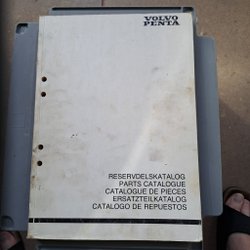 VOLVO
PENTA
RESERVDELSKATALOG
PARTS CATALOGUE
CATALOGUE DE PIECES
ERSATZTEILKATALOG
CATALOGO DE REPUESTOS